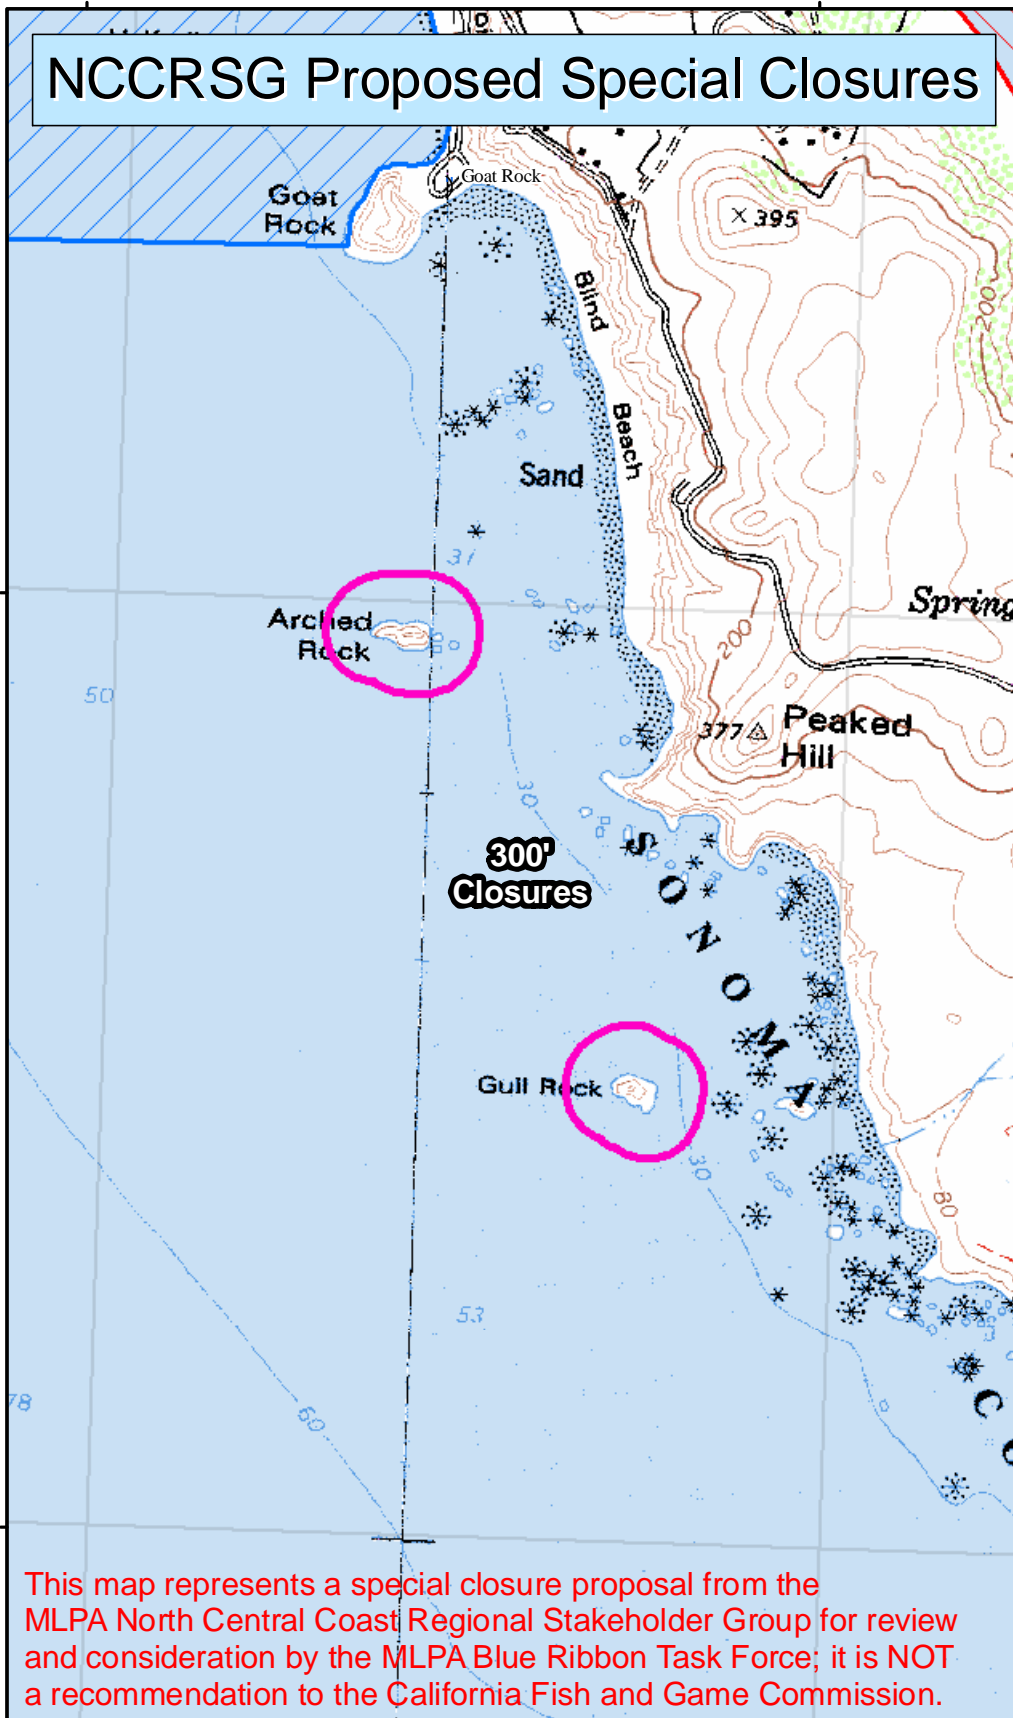 NCCRSG Proposed Special Closures
Goat Rock
Goat
Rock
395
Blind
200
Beach
Sand
31
Spring
Arched
Rock
200
50
377
Peaked
Hill
30
300'
Closures
SONOMA
Gull Rock
30
80
53
78
60
CO
This map represents a special closure proposal from the
MLPA North Central Coast Regional Stakeholder Group for review
and consideration by the MLPA Blue Ribbon Task Force; it is NOT
a recommendation to the California Fish and Game Commission.